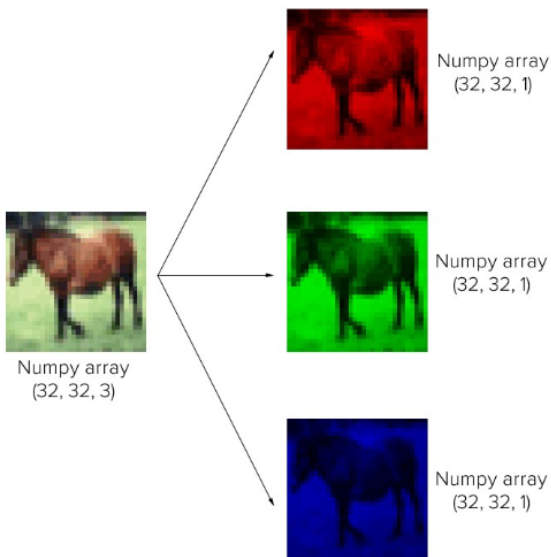 Numpy array
(32, 32, 1)
Numpy array
(32, 32, 3)
Numpy array
(32, 32, 1)
Numpy array
(32, 32, 1)